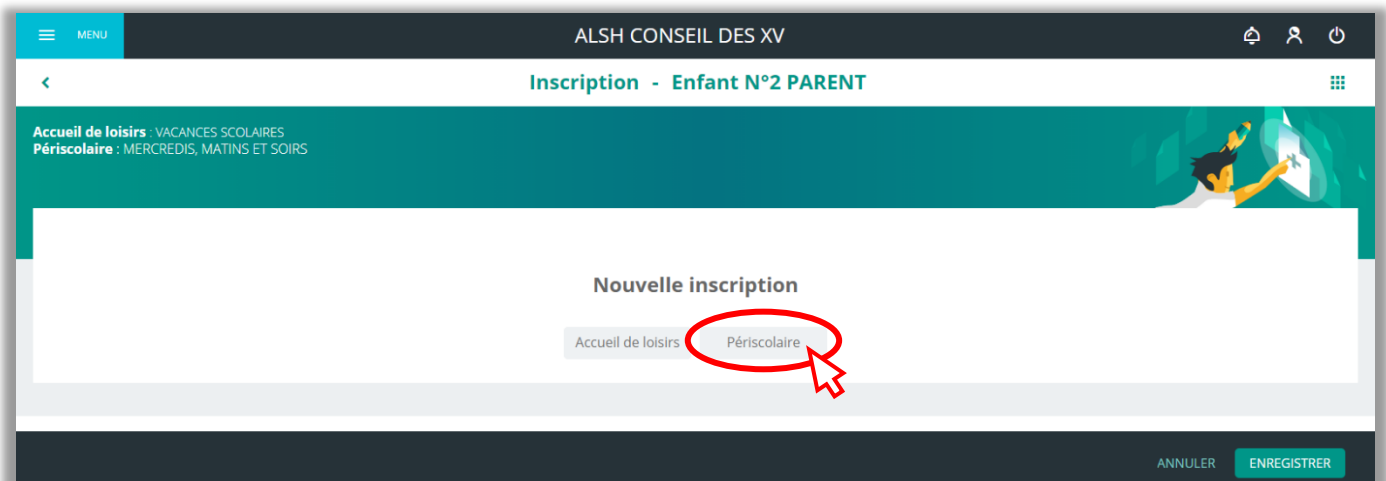 MENU
ALSH CONSEIL DES XV
Inscription - Enfant N°2 PARENT
Accueil de loisirs : VACANCES SCOLAIRES
Périscolaire : MERCREDIS, MATINS ET SOIRS
Nouvelle inscription
Accueil de loisirs Périscolaire
ANNULER ENREGISTRER